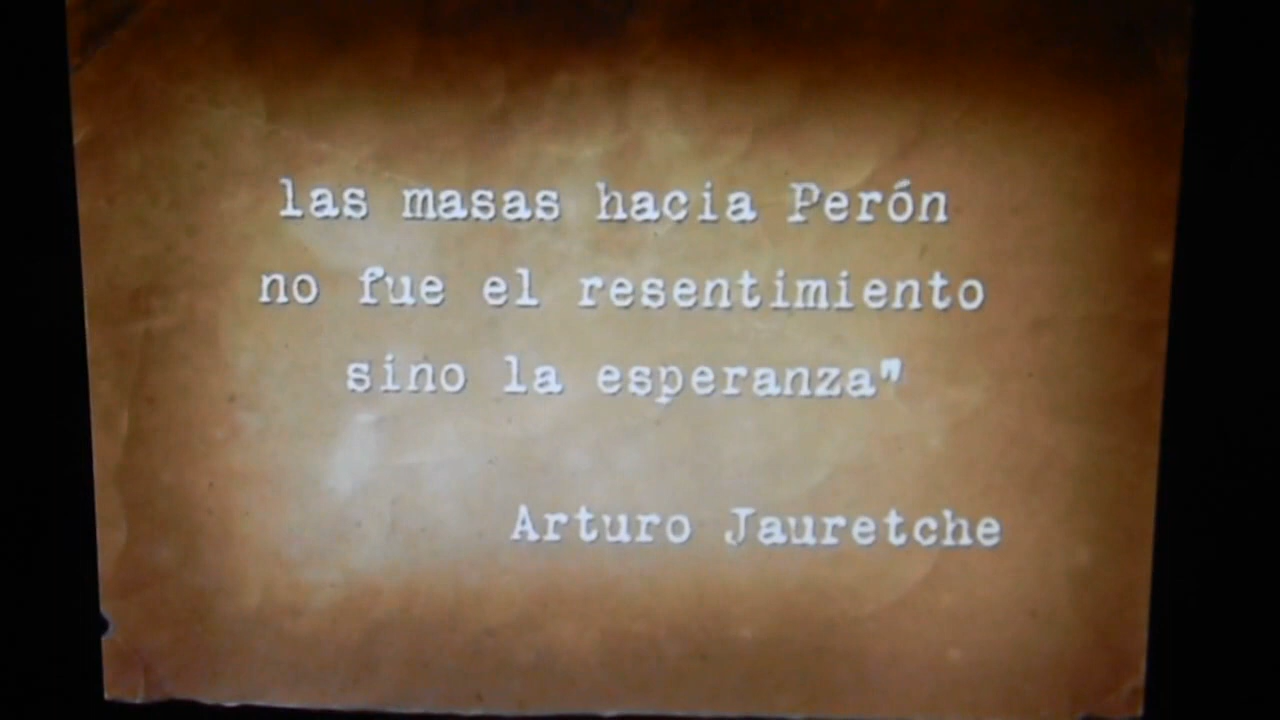 las masas hacia Perón
no fue el resentimiento
sino la esperanza"
Arturo Jauretche